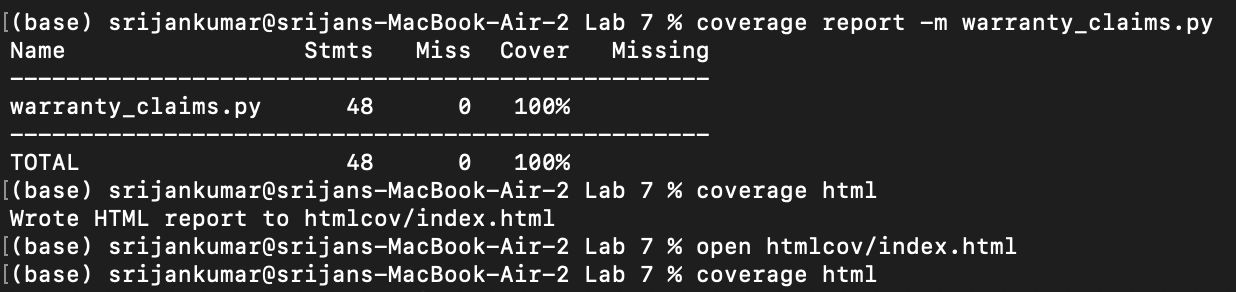 [(base) srijankumar@srijans-MacBook-Air-2 Lab 7 % coverage report -m warranty_claims.py
Name                 Stmts   Miss  Cover   Missing
--------------------------------------------------
warranty_claims.py      48      0   100%
--------------------------------------------------
TOTAL                   48      0   100%
[(base) srijankumar@srijans-MacBook-Air-2 Lab 7 % coverage html
Wrote HTML report to htmlcov/index.html
[(base) srijankumar@srijans-MacBook-Air-2 Lab 7 % open htmlcov/index.html
[(base) srijankumar@srijans-MacBook-Air-2 Lab 7 % coverage html